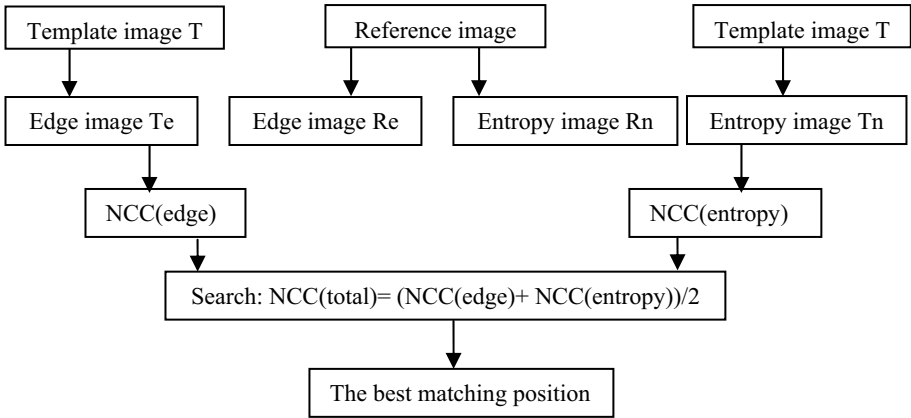 Template image T
Reference image
Template image T
Edge image Te
Edge image Re
Entropy image Rn
Entropy image Tn
NCC(edge)
NCC(entropy)
Search: NCC(total)= (NCC(edge)+ NCC(entropy))/2
The best matching position